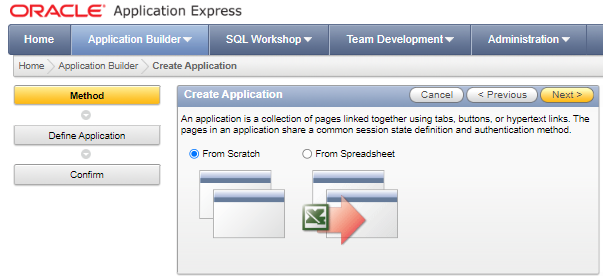 ORACLE Application Express
Home Application Builder SQL Workshop Team Development Administration
Home Application Builder Create Application
Method
Define Application
Confirm
Create Application Cancel < Previous Next >
An application is a collection of pages linked together using tabs, buttons, or hypertext links. The
pages in an application share a common session state definition and authentication method.
From Scratch From Spreadsheet
X